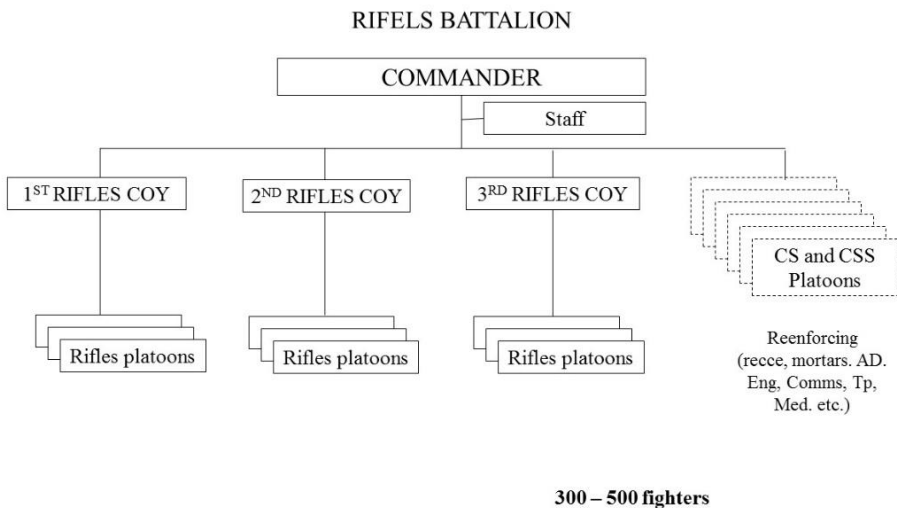 RIFELS BATTALION
COMMANDER
Staff
1ST RIFLES COY
2ND RIFLES COY
3RD RIFLES COY
CS and CSS
Platoons
Rifles platoons
Rifles platoons
Rifles platoons
Reenforcing
(recce, mortars. AD.
Eng, Comms, Tp,
Med. etc.)
300 – 500 fighters